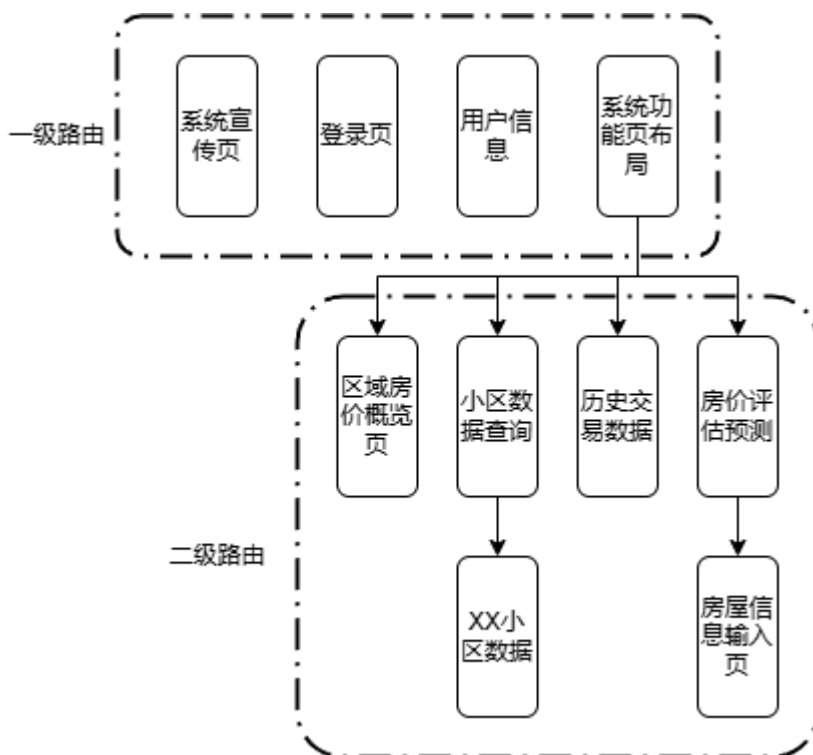 一级路由
系统宣
传页
登录页
用户信
息
系统功
能页布
局
二级路由
区域房
价概览
页
小区数
据查询
历史交
易数据
房价评
估预测
XX小
区数据
房屋信
息输入
页